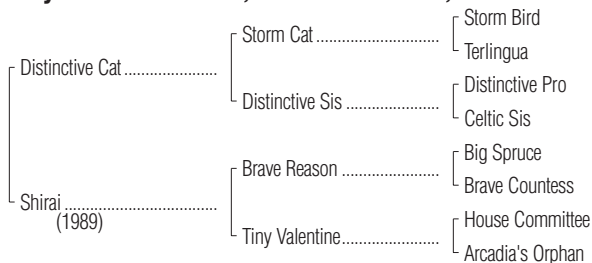 Storm Bird
Storm Cat
Terlingua
Distinctive Cat
Distinctive Pro
Distinctive Sis
Celtic Sis
Big Spruce
Brave Reason
Brave Countess
Shirai
(1989)
House Committee
Tiny Valentine
Arcadia's Orphan